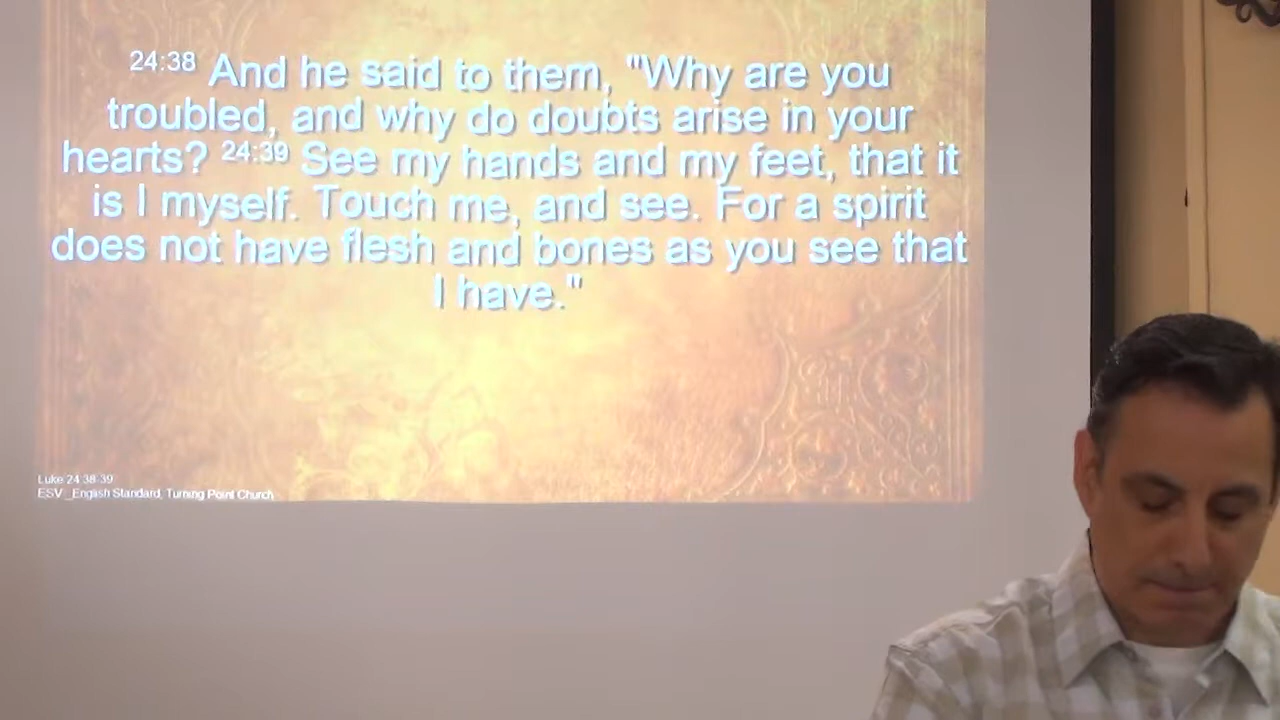 24:38 And he said to them, "Why are you
troubled, and why do doubts arise in your
hearts? 24:39 See my hands and my feet, that it
is I myself. Touch me, and see. For a spirit
does not have flesh and bones as you see that
I have."
Luke 24:38-39
ESV_English Standard, Turning Point Church